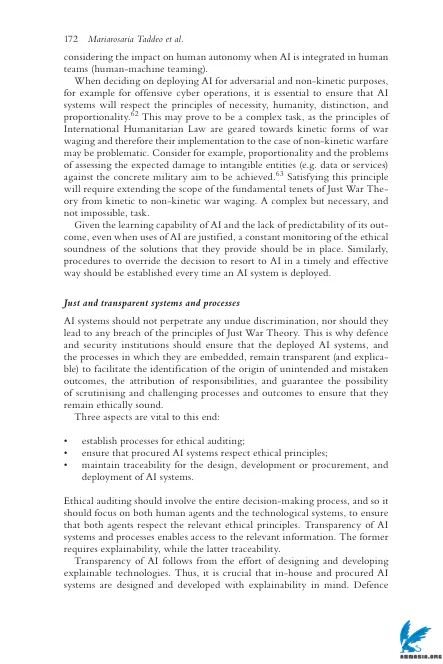 172 Mariarosaria Taddeo et al.
considering the impact on human autonomy when AI is integrated in human
teams (human-machine teaming).
When deciding on deploying AI for adversarial and non-kinetic purposes,
for example for offensive cyber operations, it is essential to ensure that AI
systems will respect the principles of necessity, humanity, distinction, and
proportionality.62 This may prove to be a complex task, as the principles of
International Humanitarian Law are geared towards kinetic forms of war
waging and therefore their implementation to the case of non-kinetic warfare
may be problematic. Consider for example, proportionality and the problems
of assessing the expected damage to intangible entities (e.g. data or services)
against the concrete military aim to be achieved.63 Satisfying this principle
will require extending the scope of the fundamental tenets of Just War The-
ory from kinetic to non-kinetic war waging. A complex but necessary, and
not impossible, task.
Given the learning capability of AI and the lack of predictability of its out-
come, even when uses of AI are justified, a constant monitoring of the ethical
soundness of the solutions that they provide should be in place. Similarly,
procedures to override the decision to resort to AI in a timely and effective
way should be established every time an AI system is deployed.
Just and transparent systems and processes
AI systems should not perpetrate any undue discrimination, nor should they
lead to any breach of the principles of Just War Theory. This is why defence
and security institutions should ensure that the deployed AI systems, and
the processes in which they are embedded, remain transparent (and explica-
ble) to facilitate the identification of the origin of unintended and mistaken
outcomes, the attribution of responsibilities, and guarantee the possibility
of scrutinising and challenging processes and outcomes to ensure that they
remain ethically sound.
Three aspects are vital to this end:
• establish processes for ethical auditing;
• ensure that procured AI systems respect ethical principles;
• maintain traceability for the design, development or procurement, and
deployment of AI systems.
Ethical auditing should involve the entire decision-making process, and so it
should focus on both human agents and the technological systems, to ensure
that both agents respect the relevant ethical principles. Transparency of AI
systems and processes enables access to the relevant information. The former
requires explainability, while the latter traceability.
Transparency of AI follows from the effort of designing and developing
explainable technologies. Thus, it is crucial that in-house and procured AI
systems are designed and developed with explainability in mind. Defence